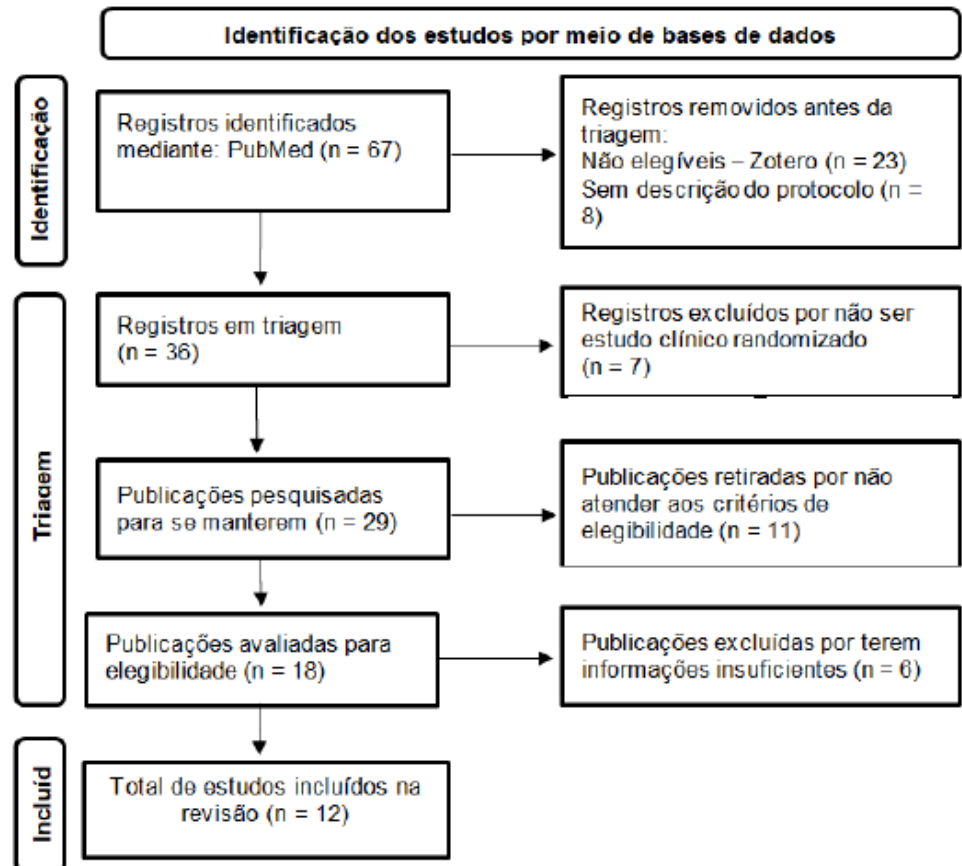 Identificação dos estudos por meio de bases de dados
Identificação
Registros identificados
mediante: PubMed (n = 67)
Registros removidos antes da
triagem:
Não elegíveis – Zotero (n = 23)
Sem descrição do protocolo (n =
8)
Triagem
Registros em triagem
(n = 36)
Registros excluídos por não ser
estudo clínico randomizado
(n = 7)
Publicações pesquisadas
para se manterem (n = 29)
Publicações retiradas por não
atender aos critérios de
elegibilidade (n = 11)
Publicações avaliadas para
elegibilidade (n = 18)
Publicações excluídas por terem
informações insuficientes (n = 6)
Incluíd
Total de estudos incluídos na
revisão (n = 12)